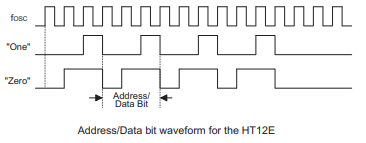 fosc
"One"
"Zero"
Address/
Data Bit
Address/Data bit waveform for the HT12E